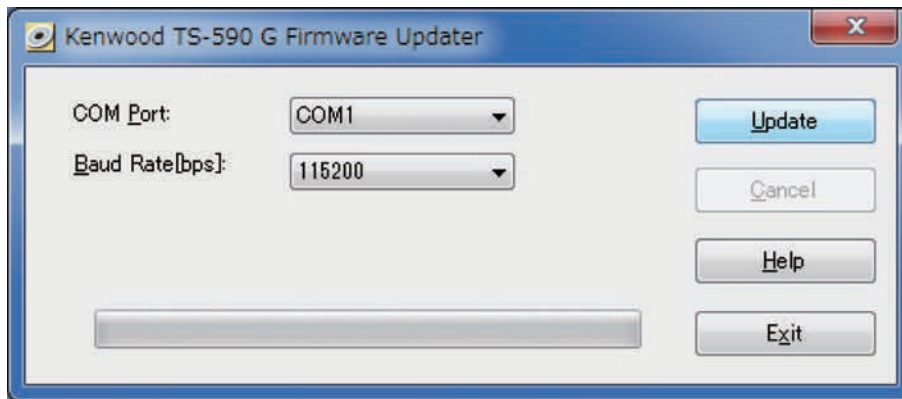 Kenwood TS-590 G Firmware Updater
COM Port:
COM1
Update
Baud Rate[bps]:
115200
Cancel
Help
Exit